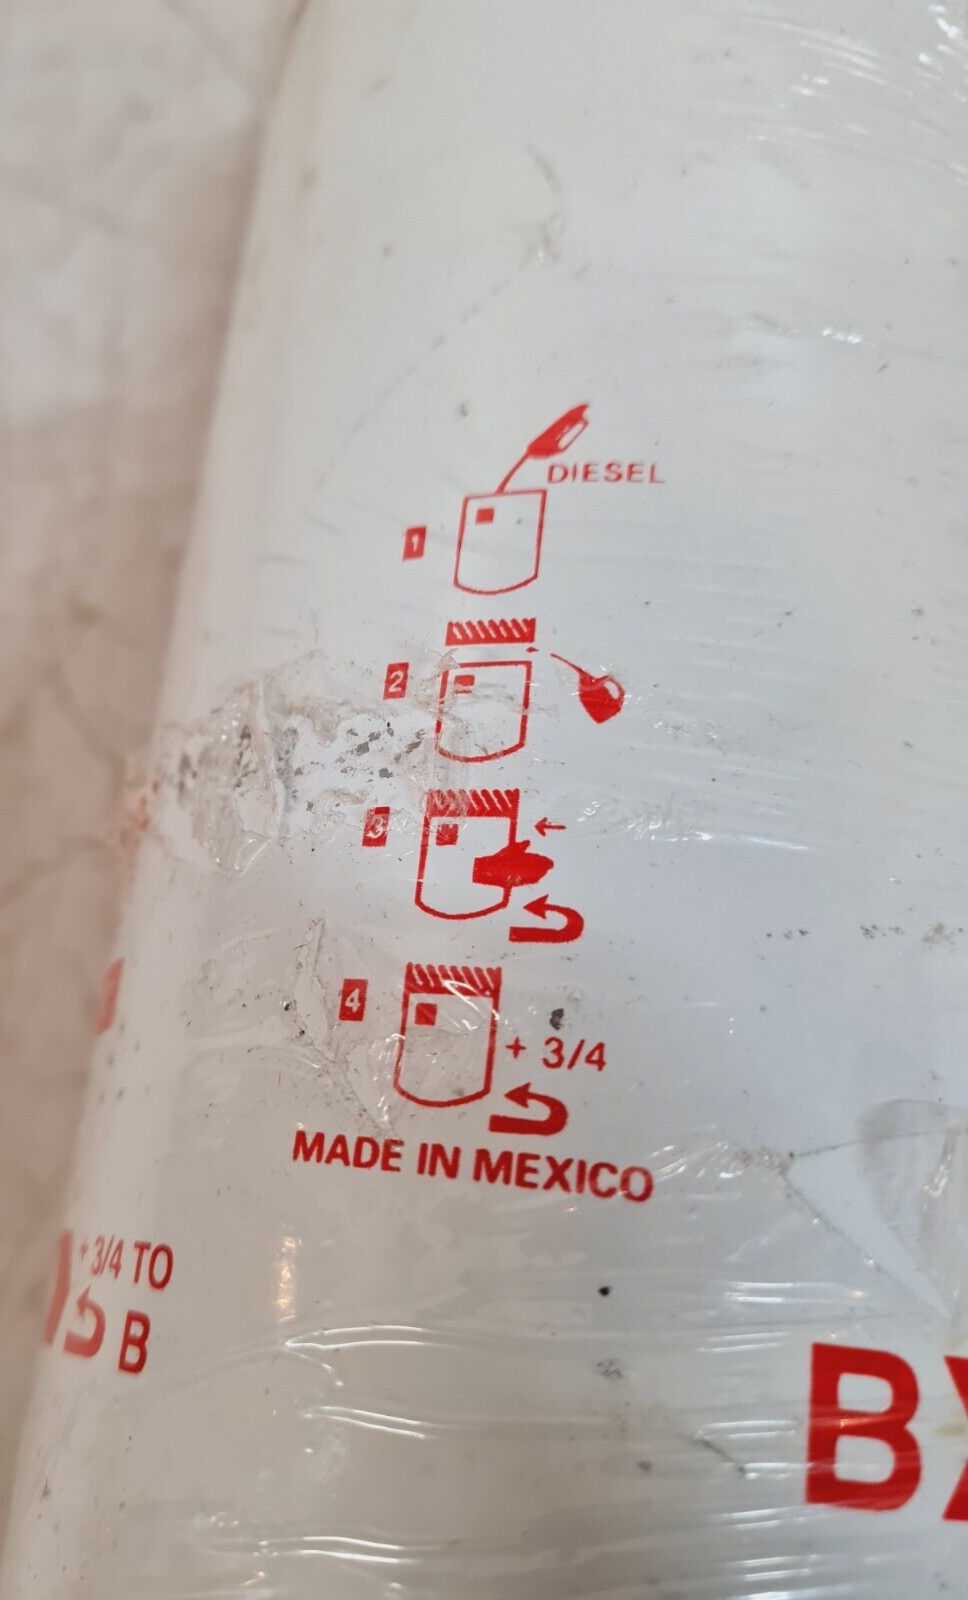 DIESEL
1
2
3
4
+ 3/4
MADE IN MEXICO
+ 3/4 TO
B
B